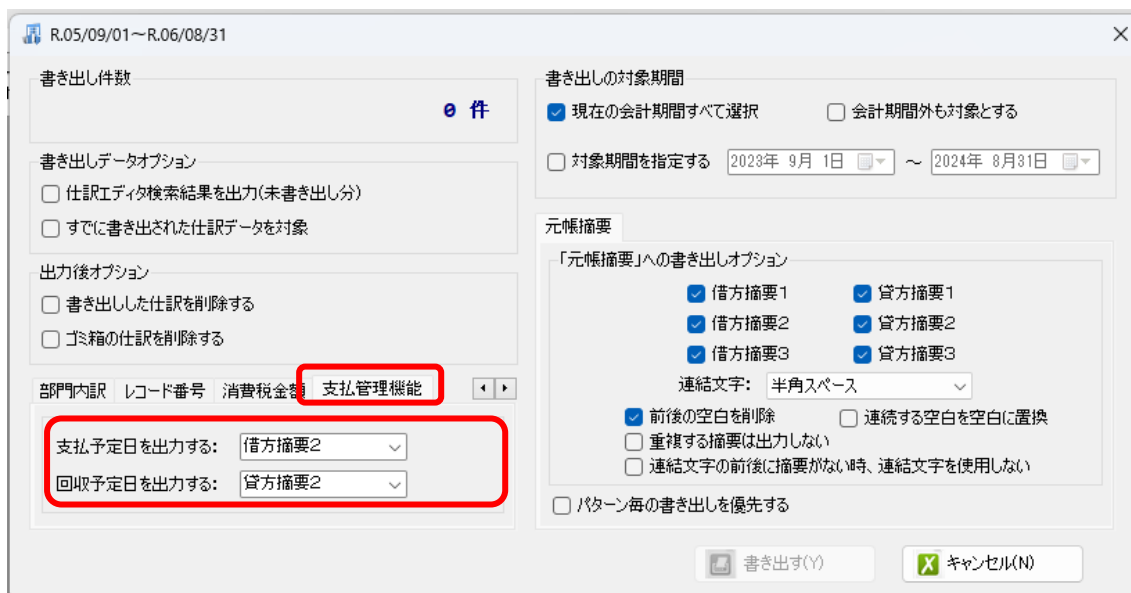 R.05/09/01～R.06/08/31
書き出し件数
0 件
書き出しデータオプション
仕訳エディタ検索結果を出力(未書き出し分)
すでに書き出された仕訳データを対象
出力後オプション
書き出しした仕訳を削除する
ゴミ箱の仕訳を削除する
部門内訳 レコード番号 消費税金額 支払管理機能
支払予定日を出力する: 借方摘要2
回収予定日を出力する: 貸方摘要2
書き出しの対象期間
現在の会計期間すべて選択 会計期間外も対象とする
対象期間を指定する 2023年 9月 1日 ～ 2024年 8月31日
元帳摘要
「元帳摘要」への書き出しオプション
借方摘要1 貸方摘要1
借方摘要2 貸方摘要2
借方摘要3 貸方摘要3
連結文字: 半角スペース
前後の空白を削除 連続する空白を空白に置換
重複する摘要は出力しない
連結文字の前後に摘要がない時、連結文字を使用しない
パターン毎の書き出しを優先する
書き出す(Y) キャンセル(N)